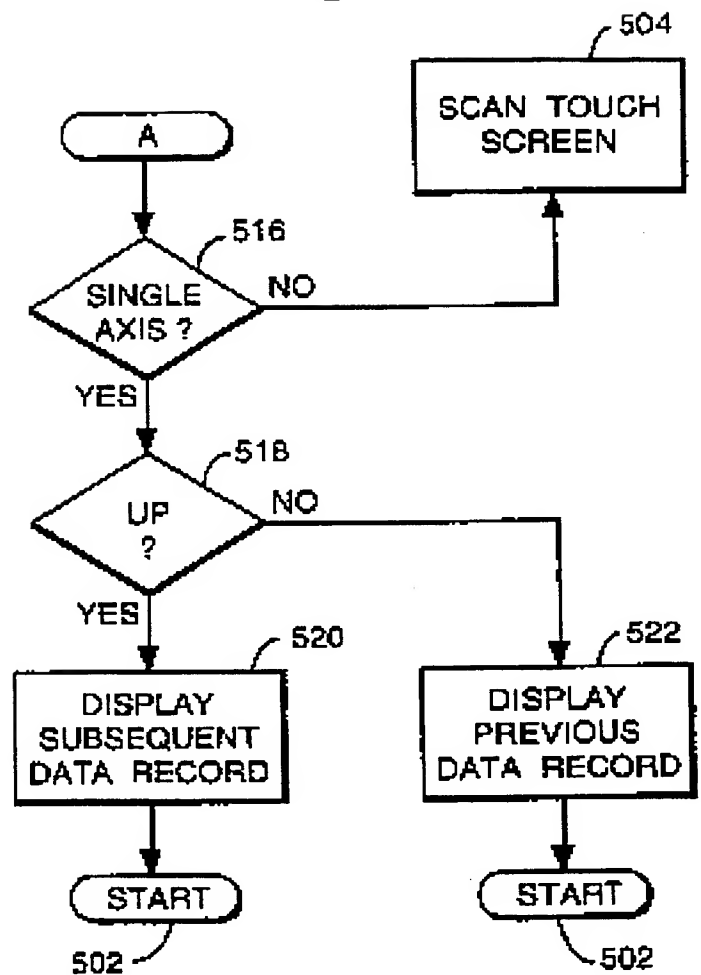 504
SCAN TOUCH
SCREEN
A
516
SINGLE
AXIS ?
NO
YES
518
UP
?
NO
YES
520
DISPLAY
SUBSEQUENT
DATA RECORD
522
DISPLAY
PREVIOUS
DATA RECORD
START
502
START
502